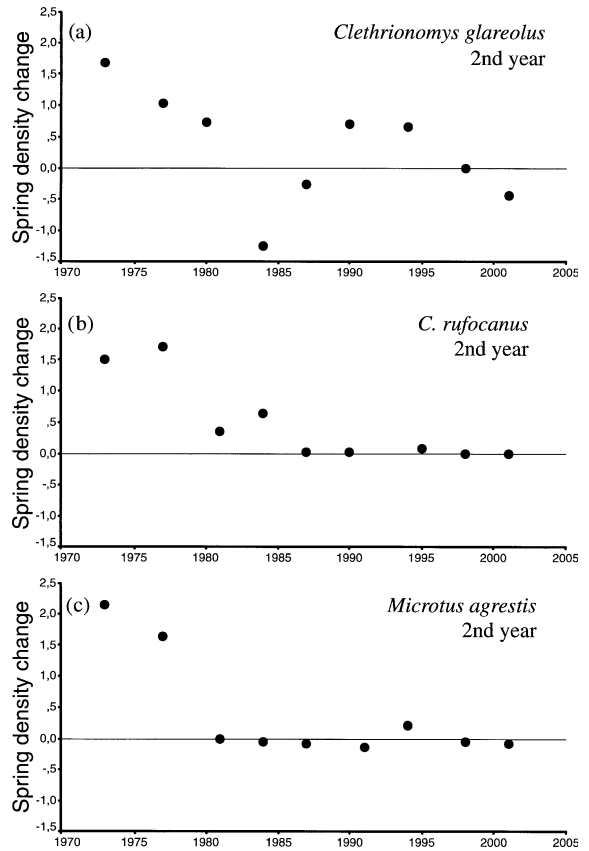 2,5
2,0
1,5
1,0
,5
0,0
-,5
-1,0
-1,5
Spring density change
(a)
Clethrionomys glareolus
2nd year
1970 1975 1980 1985 1990 1995 2000 2005
2,5
2,0
1,5
1,0
,5
0,0
-,5
-1,0
-1,5
Spring density change
(b)
C. rufocanus
2nd year
1970 1975 1980 1985 1990 1995 2000 2005
2,5
2,0
1,5
1,0
,5
0,0
-,5
-1,0
-1,5
Spring density change
(c)
Microtus agrestis
2nd year
1970 1975 1980 1985 1990 1995 2000 2005